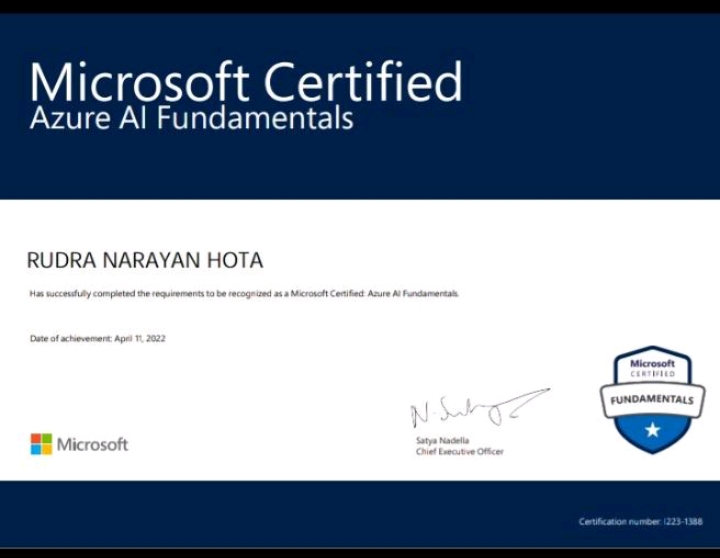 Microsoft Certified
Azure AI Fundamentals
RUDRA NARAYAN HOTA
Has successfully completed the requirements to be recognized as a Microsoft Certified: Azure AI Fundamentals.
Date of achievement: April 11, 2022
Microsoft
CERTIFIED
FUNDAMENTALS
N. Satya
Satya Nadella
Chief Executive Officer
Microsoft
Certification number: I223-1388